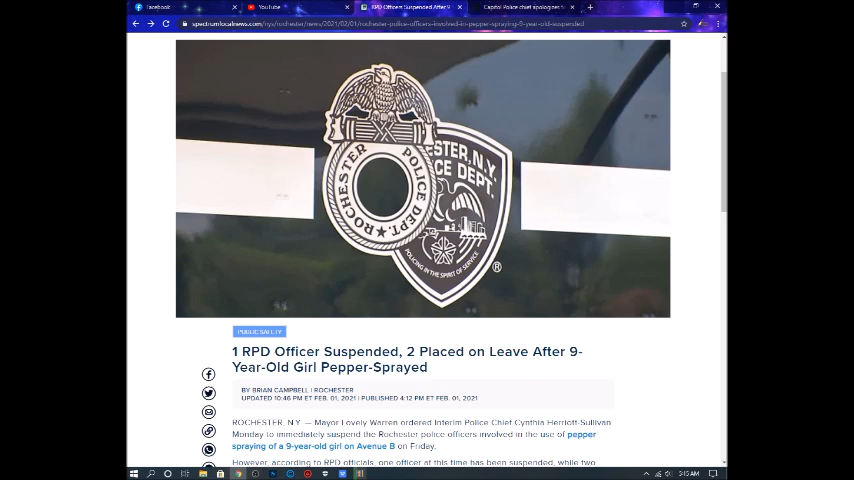 Facebook
YouTube
RPD Officers Suspended After 9
Capitol Police chief apologizes f
spectrumlocalnews.com/nys/rochester/news/2021/02/01/rochester-police-officers-involved-in-pepper-spraying-9-year-old-suspended
ROCHESTER POLICE DEPT.
ESTER, N.Y.
CE DEPT.
POLICING IN THE SPIRIT OF SERVICE
®
PUBLIC SAFETY
1 RPD Officer Suspended, 2 Placed on Leave After 9-
Year-Old Girl Pepper-Sprayed
BY BRIAN CAMPBELL | ROCHESTER
UPDATED 10:46 PM ET FEB. 01, 2021 | PUBLISHED 4:12 PM ET FEB. 01, 2021
ROCHESTER, N.Y. — Mayor Lovely Warren ordered Interim Police Chief Cynthia Herriott-Sullivan
Monday to immediately suspend the Rochester police officers involved in the use of pepper
spraying of a 9-year-old girl on Avenue B on Friday.
However, according to RPD officials, one officer at this time has been suspended, while two
5:15 AM